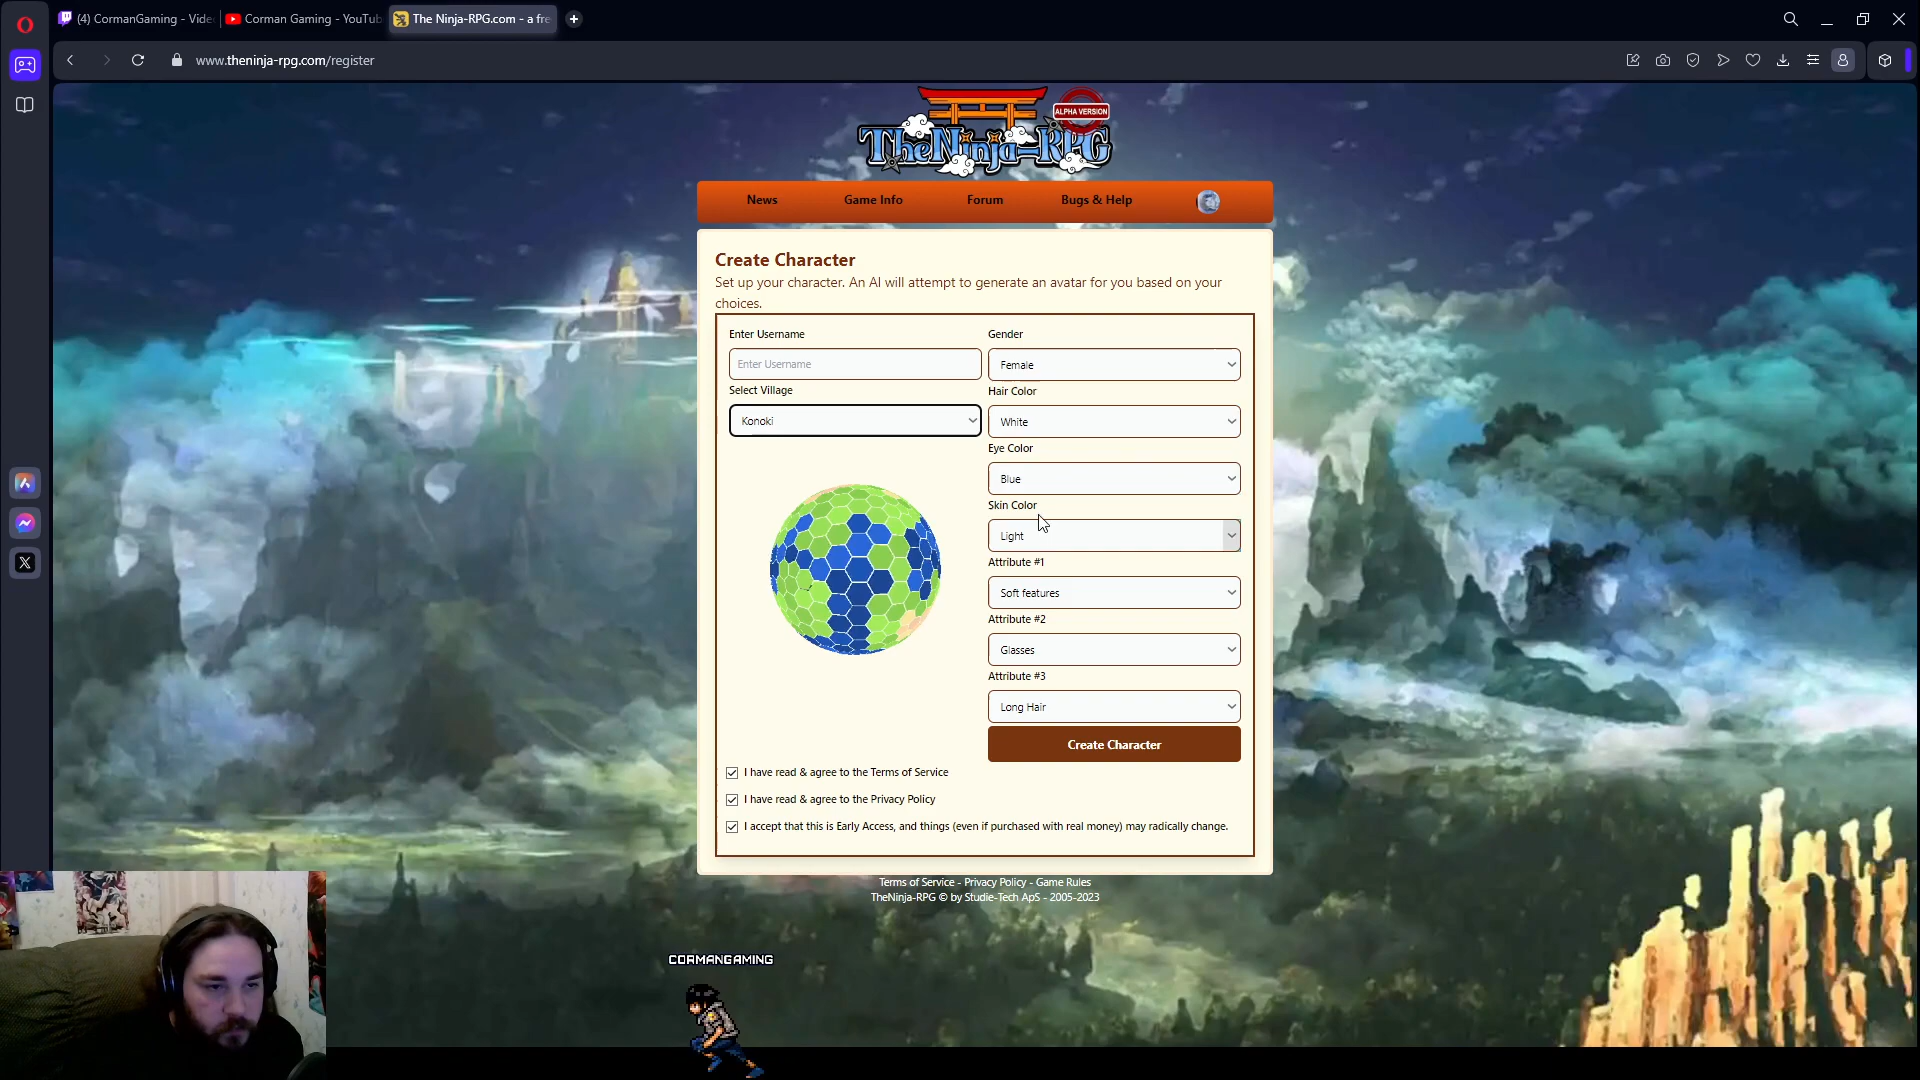 (4) CormanGaming - Vide
Corman Gaming - YouTub
The Ninja-RPG.com - a fre
www.theninja-rpg.com/register
ALPHA VERSION
TheNinja-RPG
News
Game Info
Forum
Bugs & Help
Create Character
Set up your character. An AI will attempt to generate an avatar for you based on your
choices.
Enter Username
Gender
Enter Username
Female
Select Village
Hair Color
Konoki
White
Eye Color
Blue
Skin Color
Light
Attribute #1
Soft features
Attribute #2
Glasses
Attribute #3
Long Hair
Create Character
I have read & agree to the Terms of Service
I have read & agree to the Privacy Policy
I accept that this is Early Access, and things (even if purchased with real money) may radically change.
Terms of Service - Privacy Policy - Game Rules
TheNinja-RPG © by Studie-Tech ApS - 2005-2023
CORMANGAMING